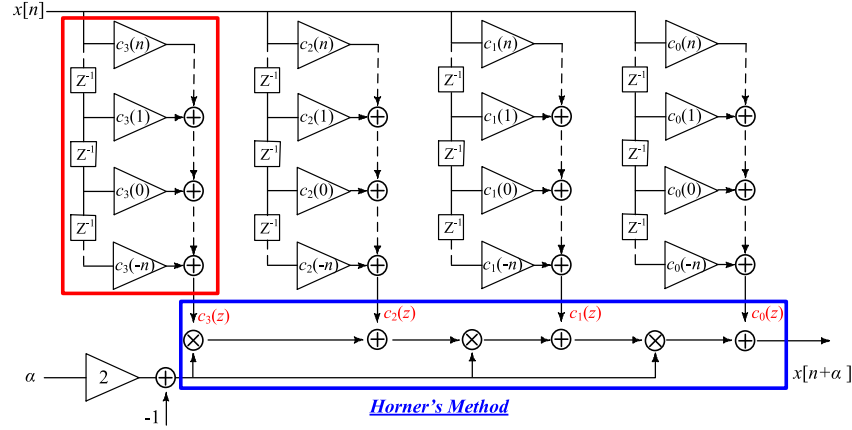 x[n]
c₃(n) c₂(n) c₁(n) c₀(n)
Z⁻¹ Z⁻¹ Z⁻¹ Z⁻¹
c₃(1) c₂(1) c₁(1) c₀(1)
Z⁻¹ Z⁻¹ Z⁻¹ Z⁻¹
c₃(0) c₂(0) c₁(0) c₀(0)
Z⁻¹ Z⁻¹ Z⁻¹ Z⁻¹
c₃(-n) c₂(-n) c₁(-n) c₀(-n)
c₃(z) c₂(z) c₁(z) c₀(z)
α 2 x[n+α]
-1
Horner's Method